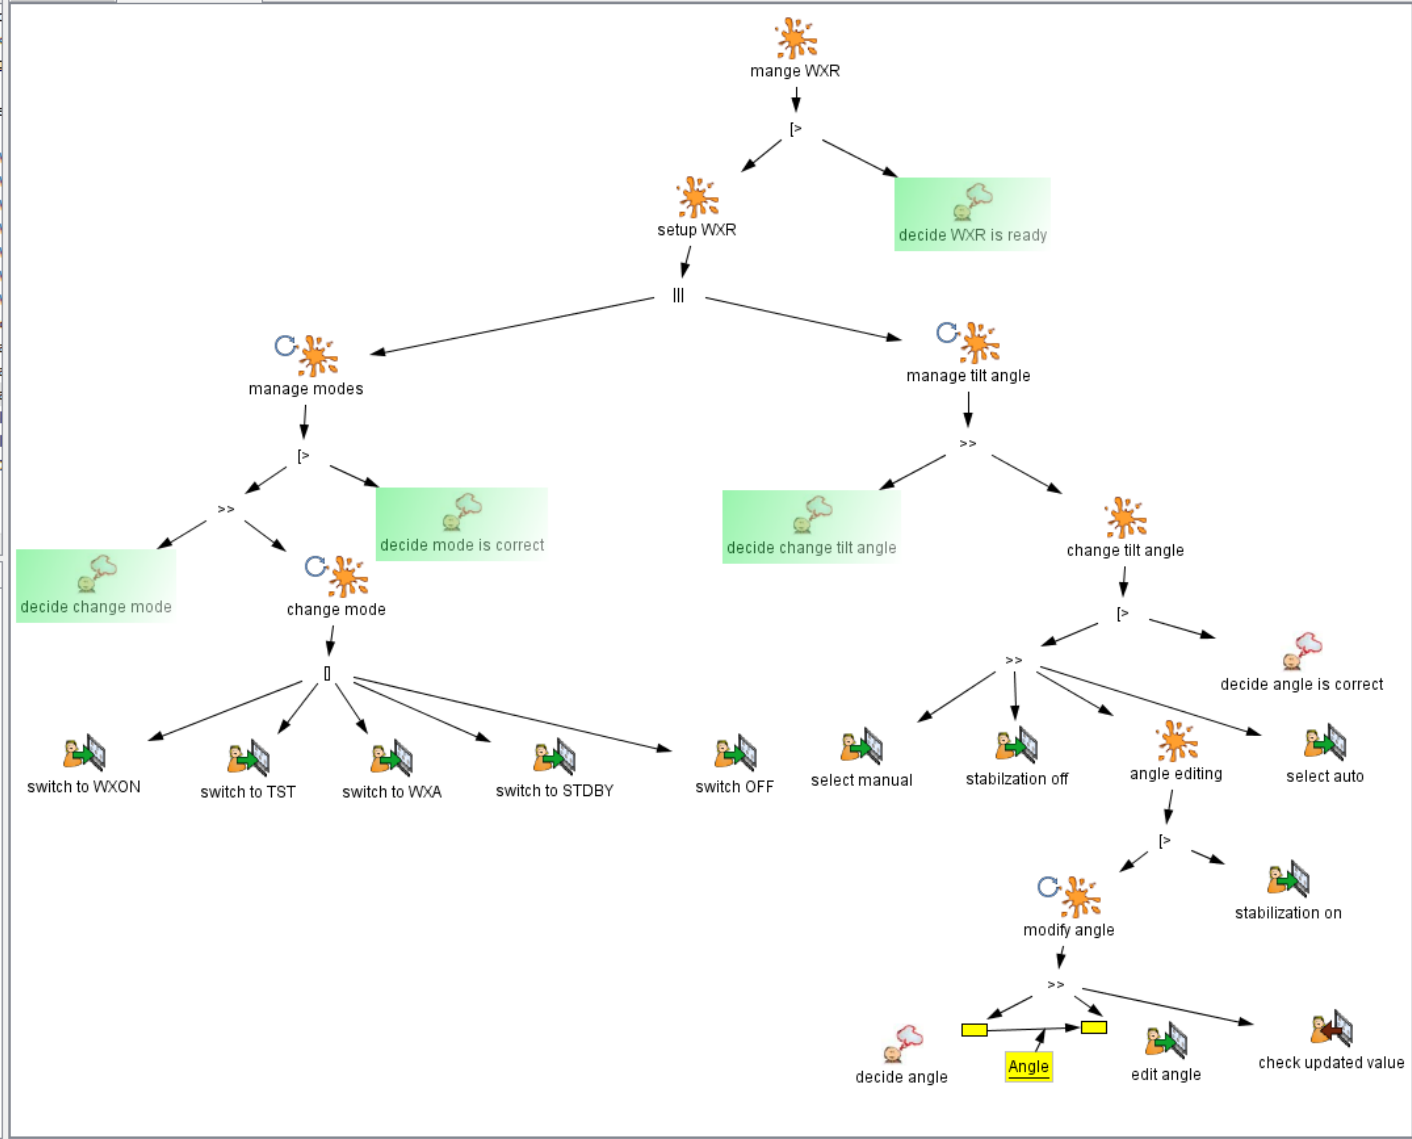 mange WXR
[>
setup WXR
decide WXR is ready
|||
manage modes
manage tilt angle
[>
>>
>>
decide mode is correct
decide change tilt angle
change tilt angle
decide change mode
change mode
[>
[]
>>
decide angle is correct
switch to WXON
switch to TST
switch to WXA
switch to STDBY
switch OFF
select manual
stabilzation off
angle editing
select auto
[>
modify angle
stabilization on
>>
decide angle
Angle
edit angle
check updated value